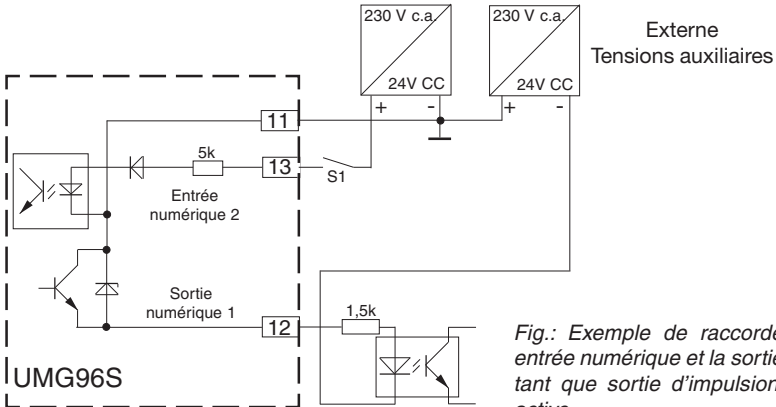 230 V c.a.
230 V c.a.
Externe
Tensions auxiliaires
24V CC
24V CC
+
-
+
-
11
5k
13
S1
Entrée
numérique 2
Sortie
numérique 1
12
1,5k
UMG96S
Fig.: Exemple de raccorde
entrée numérique et la sortie
tant que sortie d'impulsion